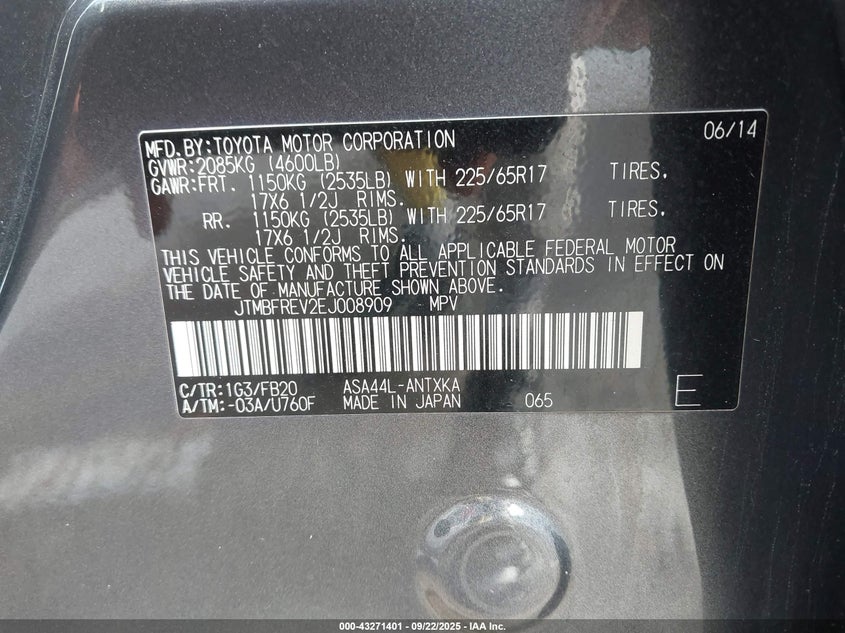 MFD.BY:TOYOTA MOTOR CORPORATION 06/14
GVWR:2085KG (4600LB)
GAWR:FRT. 1150KG (2535LB) WITH 225/65R17 TIRES.
17X6 1/2J RIMS.
RR. 1150KG (2535LB) WITH 225/65R17 TIRES.
17X6 1/2J RIMS.
THIS VEHICLE CONFORMS TO ALL APPLICABLE FEDERAL MOTOR
VEHICLE SAFETY AND THEFT PREVENTION STANDARDS IN EFFECT ON
THE DATE OF MANUFACTURE SHOWN ABOVE.
JTMBFREV2EJ008909 MPV
C/TR:1G3/FB20 ASA44L-ANTXKA
A/TM:-03A/U760F MADE IN JAPAN 065 E
000-43271401 - 09/22/2025 - IAA Inc.